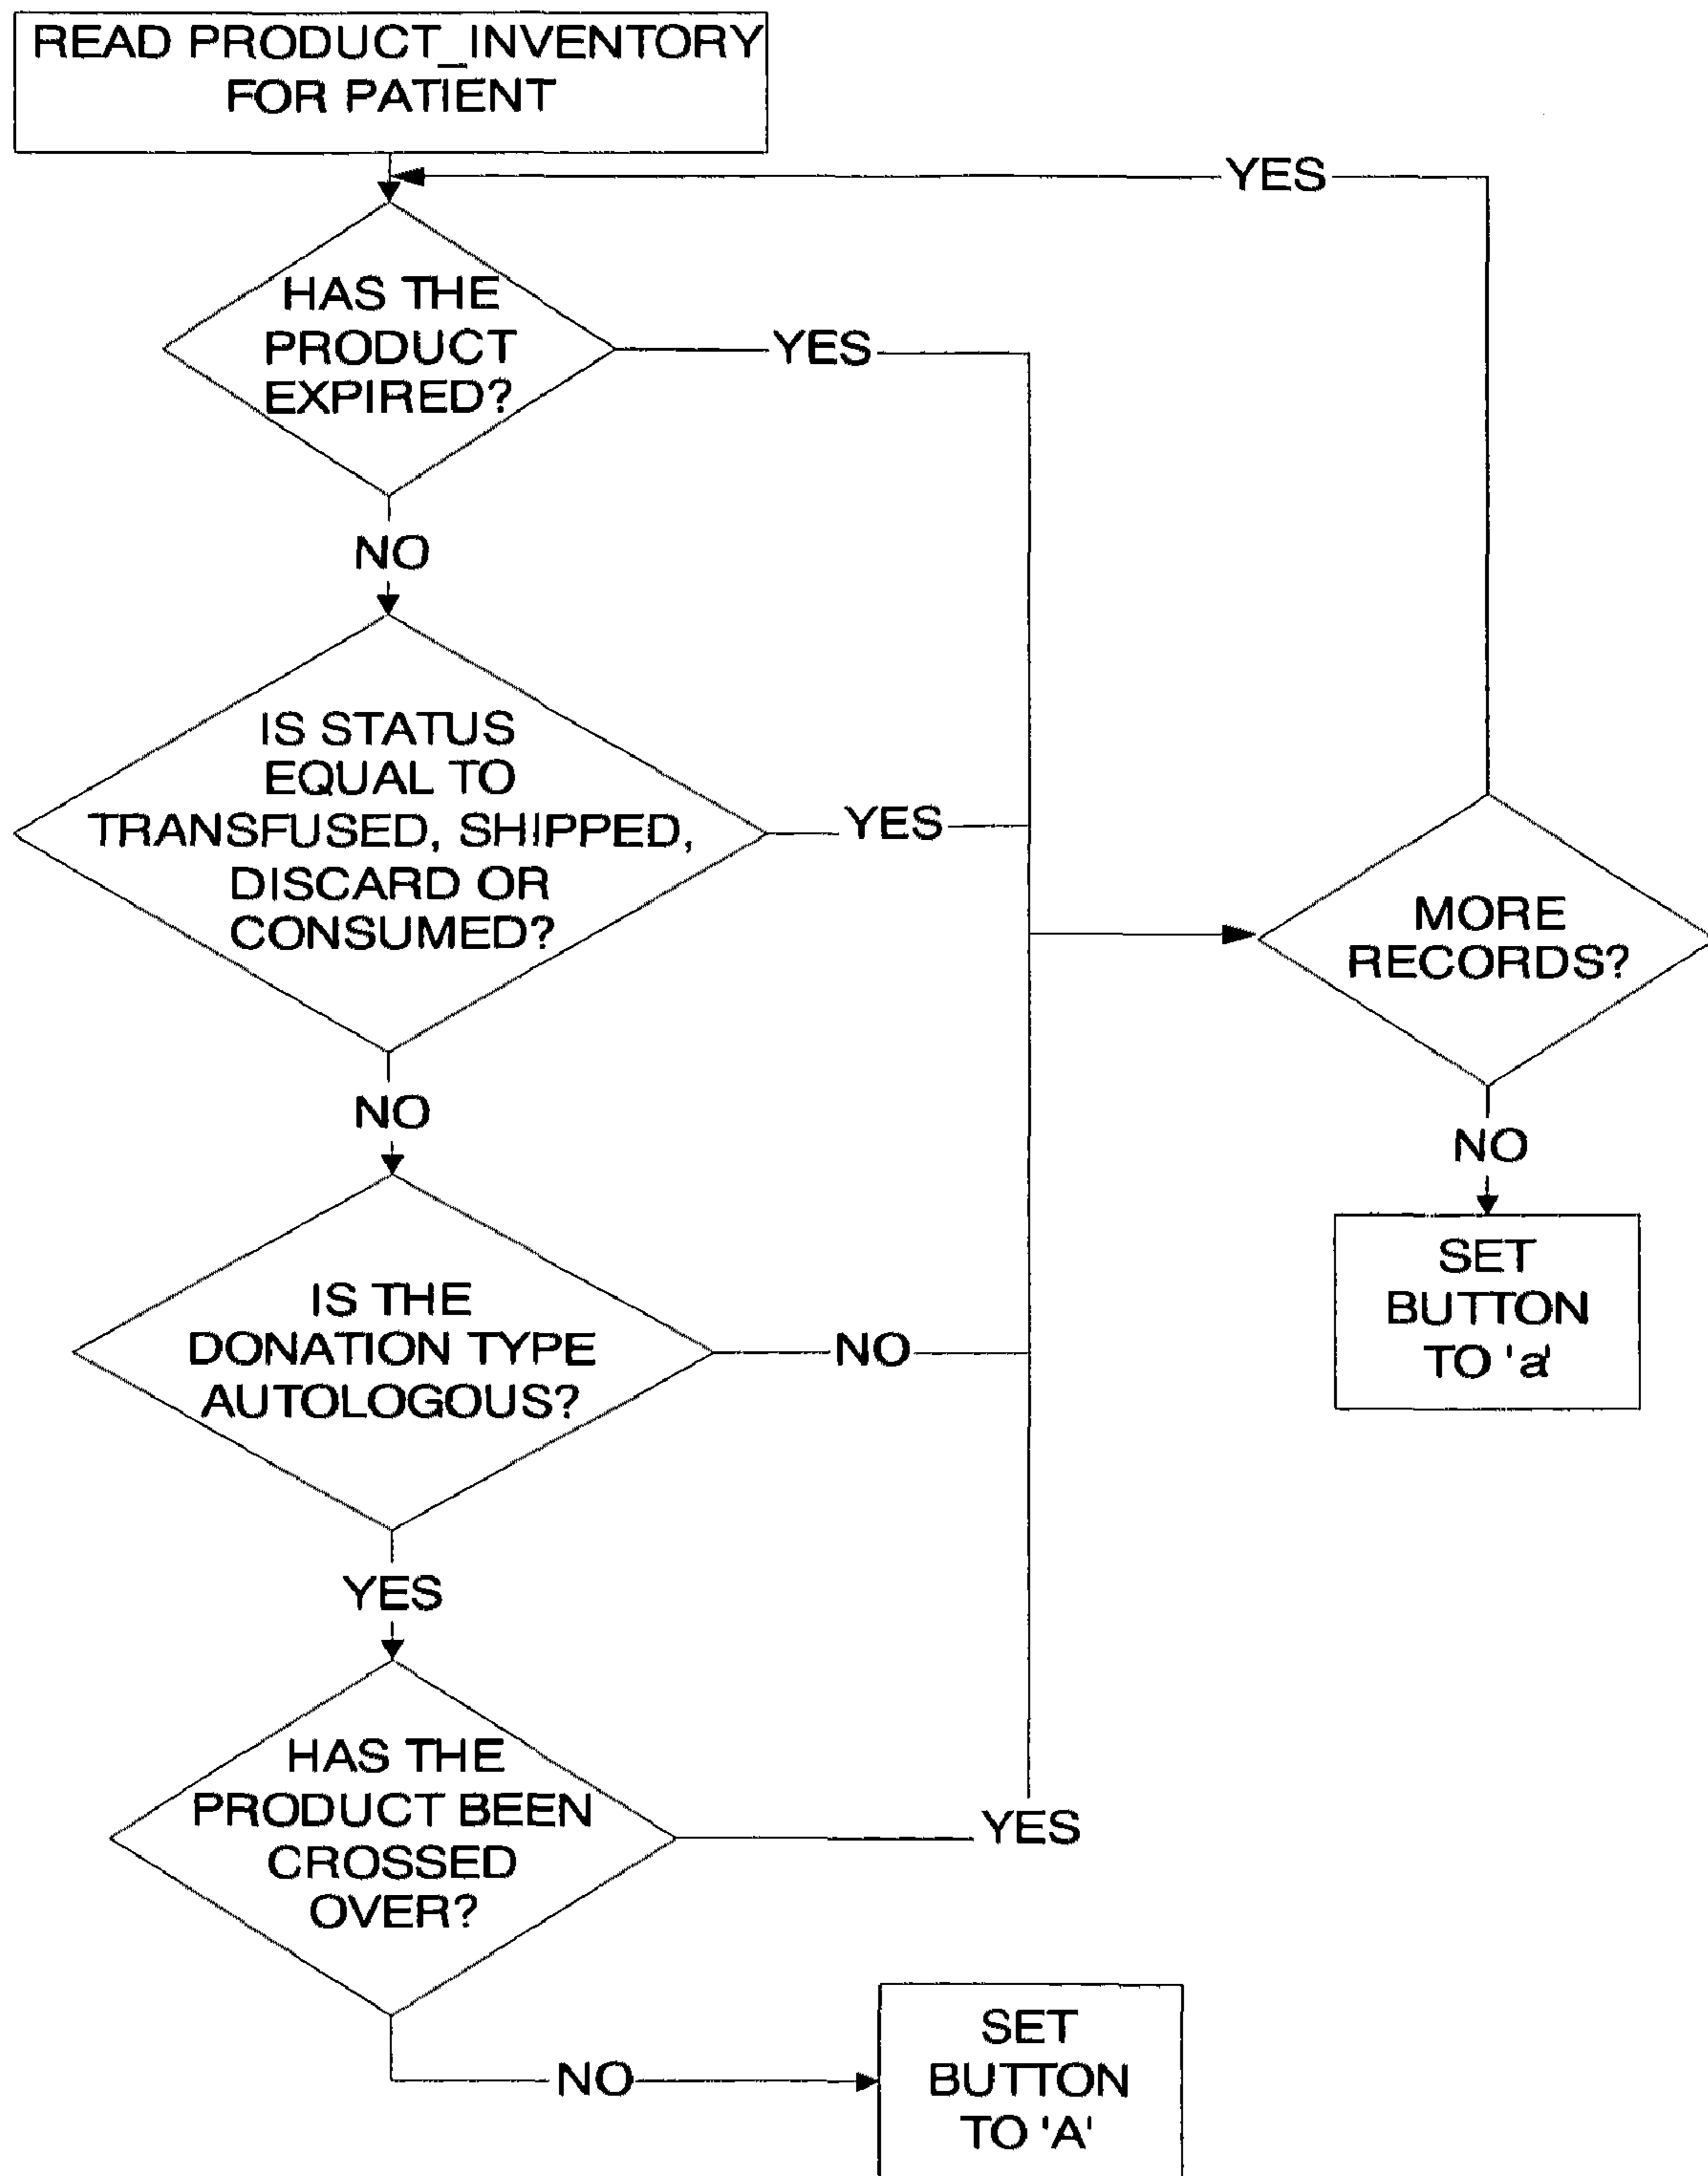 READ PRODUCT_INVENTORY
FOR PATIENT
YES
HAS THE
PRODUCT
EXPIRED?
YES
NO
IS STATUS
EQUAL TO
TRANSFUSED, SHIPPED,
DISCARD OR
CONSUMED?
YES
MORE
RECORDS?
NO
NO
SET
BUTTON
TO 'a'
IS THE
DONATION TYPE
AUTOLOGOUS?
NO
YES
HAS THE
PRODUCT BEEN
CROSSED
OVER?
YES
NO
SET
BUTTON
TO 'A'